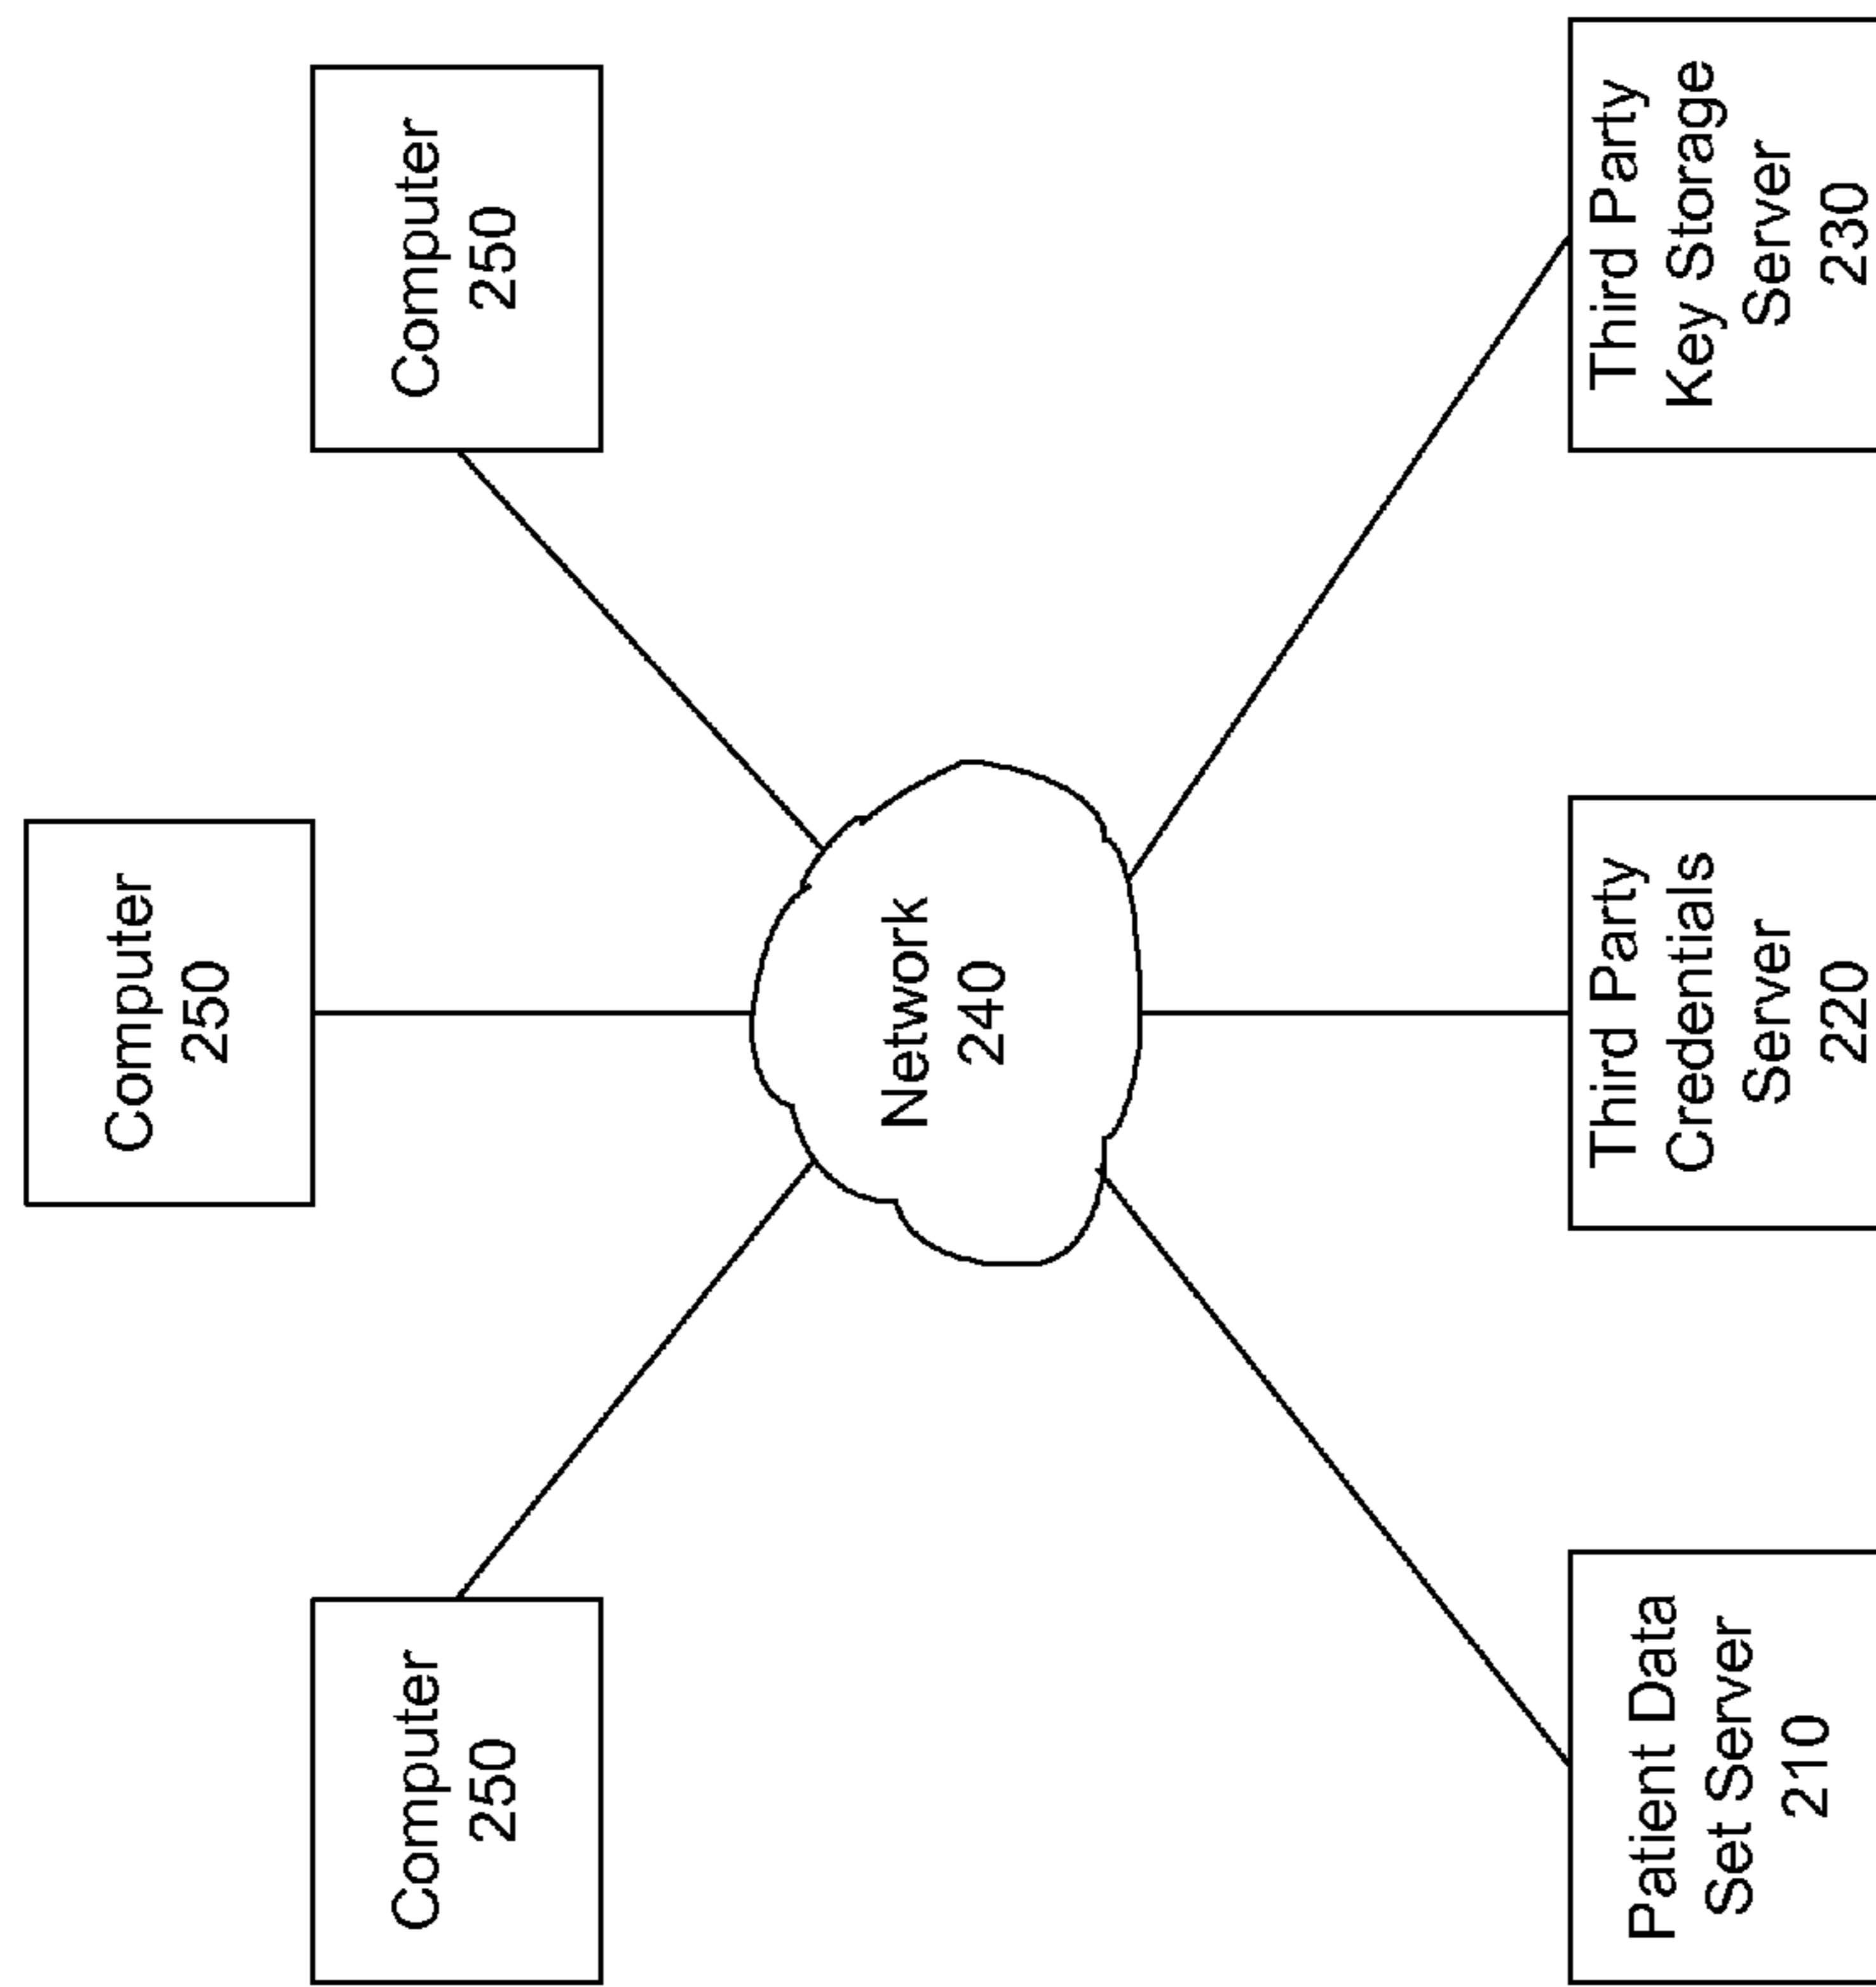 Computer
250
Computer
250
Computer
250
Network
240
Patient Data
Set Server
210
Third Party
Credentials
Server
220
Third Party
Key Storage
Server
230